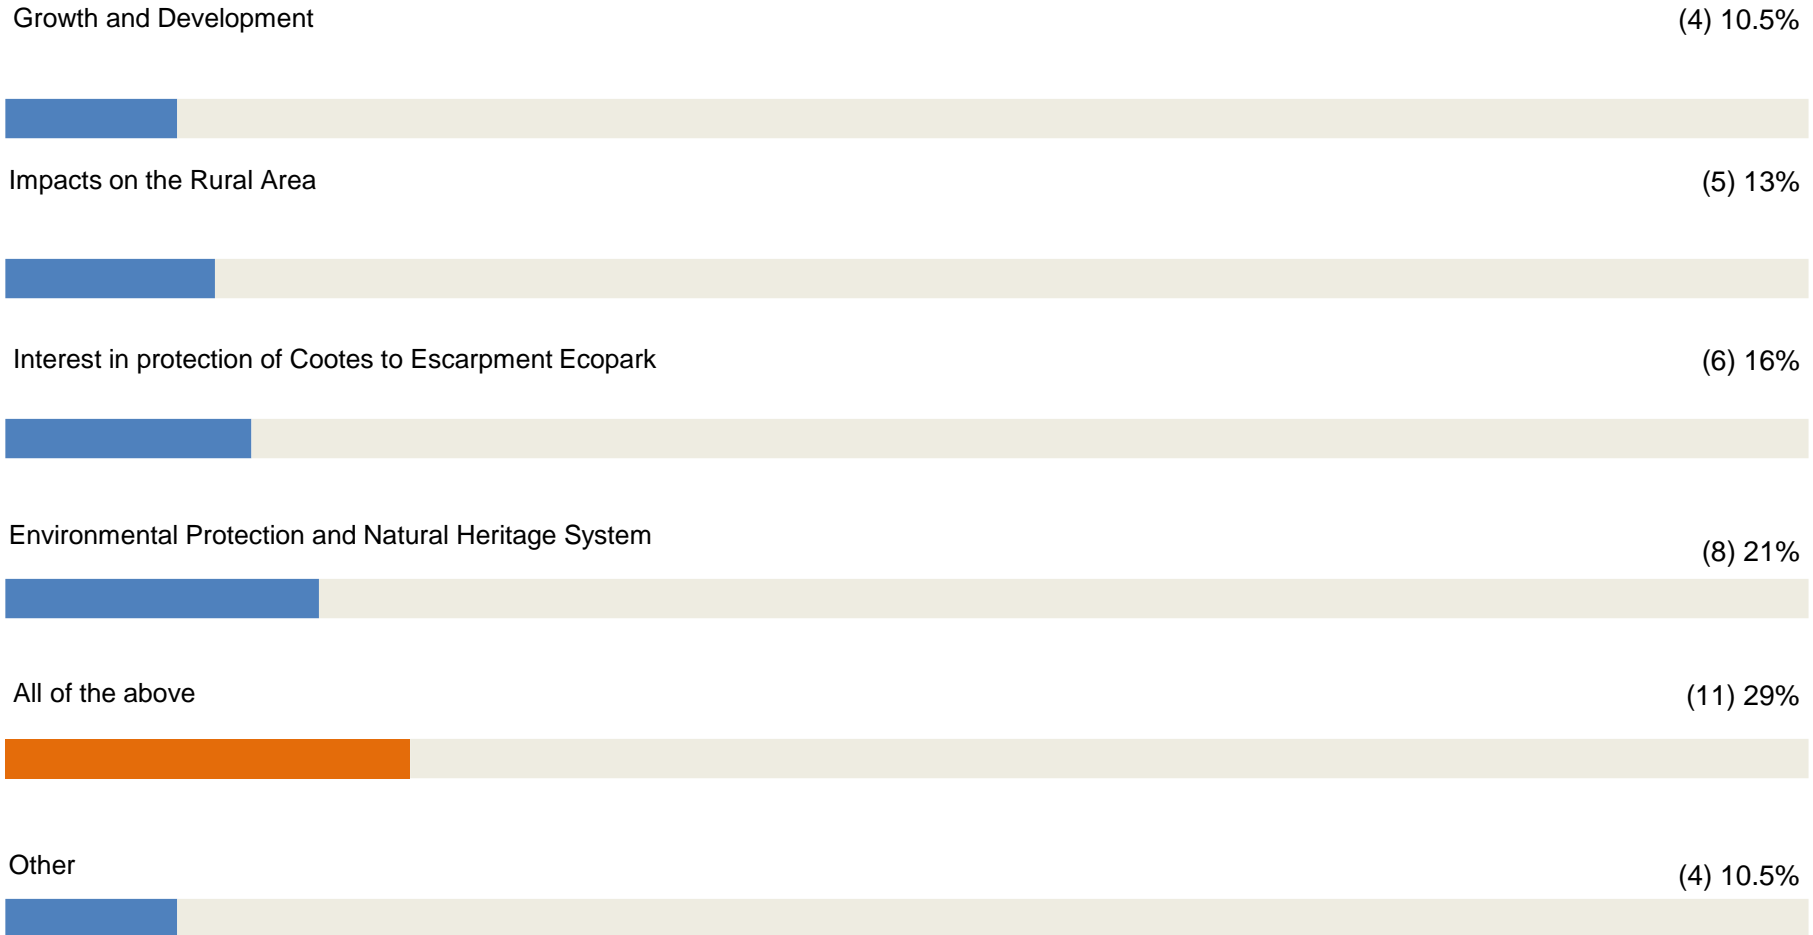 Growth and Development (4) 10.5%
Impacts on the Rural Area (5) 13%
Interest in protection of Cootes to Escarpment Ecopark (6) 16%
Environmental Protection and Natural Heritage System (8) 21%
All of the above (11) 29%
Other (4) 10.5%